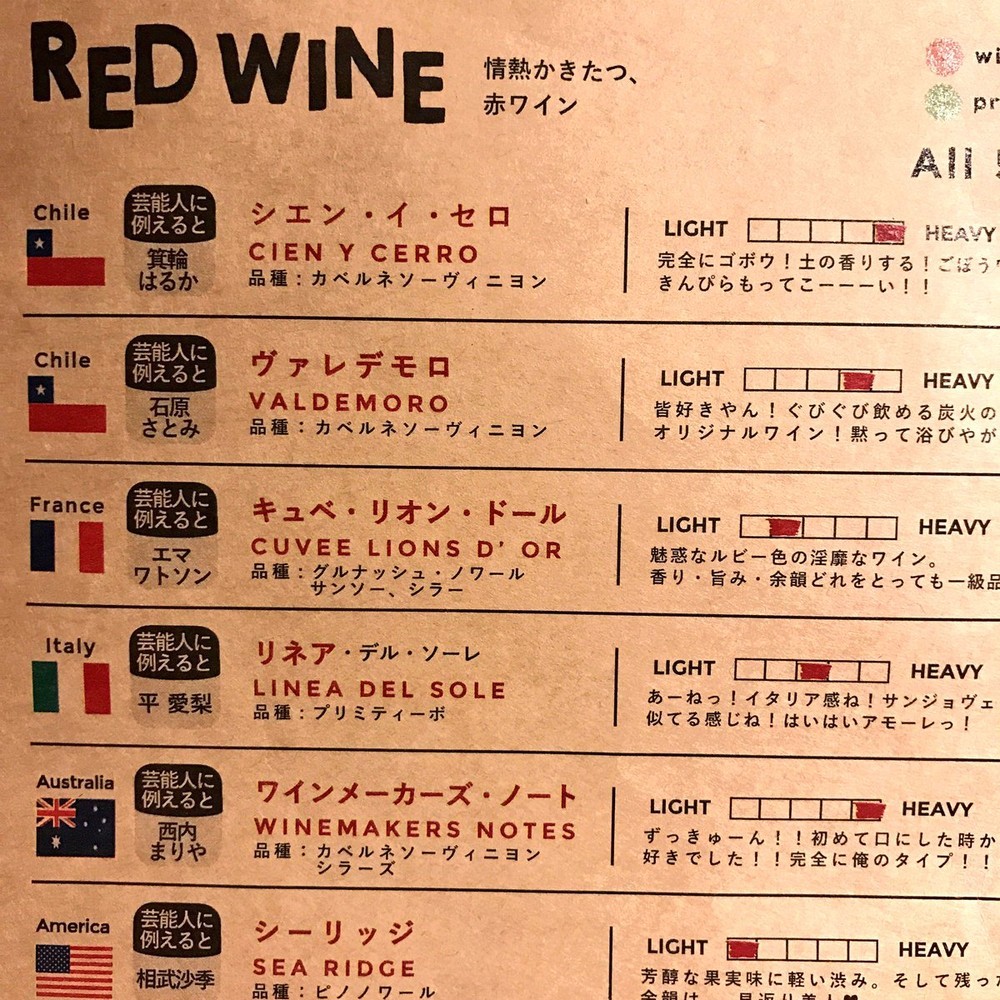 RED WINE
情熱かきたつ、
赤ワイン
wi
pr
All
Chile
芸能人に
例えると
箕輪
はるか
シエン・イ・セロ
CIEN Y CERRO
品種：カベルネソーヴィニヨン
LIGHT HEAVY
完全にゴボウ！土の香りする！ごぼう
きんぴらもってこーーーい！！
Chile
芸能人に
例えると
石原
さとみ
ヴァレデモロ
VALDEMORO
品種：カベルネソーヴィニヨン
LIGHT HEAVY
皆好きやん！ぐびぐび飲める炭火の
オリジナルワイン！黙って浴びやが
France
芸能人に
例えると
エマ
ワトソン
キュベ・リオン・ドール
CUVEE LIONS D' OR
品種：グルナッシュ・ノワール
サンソー、シラー
LIGHT HEAVY
魅惑なルビー色の淫靡なワイン。
香り・旨み・余韻どれをとっても一級品
Italy
芸能人に
例えると
平 愛梨
リネア・デル・ソーレ
LINEA DEL SOLE
品種：プリミティーボ
LIGHT HEAVY
あーねっ！イタリア感ね！サンジョヴェ
似てる感じね！はいはいアモーレっ！
Australia
芸能人に
例えると
西内
まりや
ワインメーカーズ・ノート
WINEMAKERS NOTES
品種：カベルネソーヴィニヨン
シラーズ
LIGHT HEAVY
ずっきゅーん！！初めて口にした時か
好きでした！！完全に俺のタイプ！！
America
芸能人に
例えると
相武沙季
シーリッジ
SEA RIDGE
品種：ピノノワール
LIGHT HEAVY
芳醇な果実味に軽い渋み。そして残っ
余韻は、